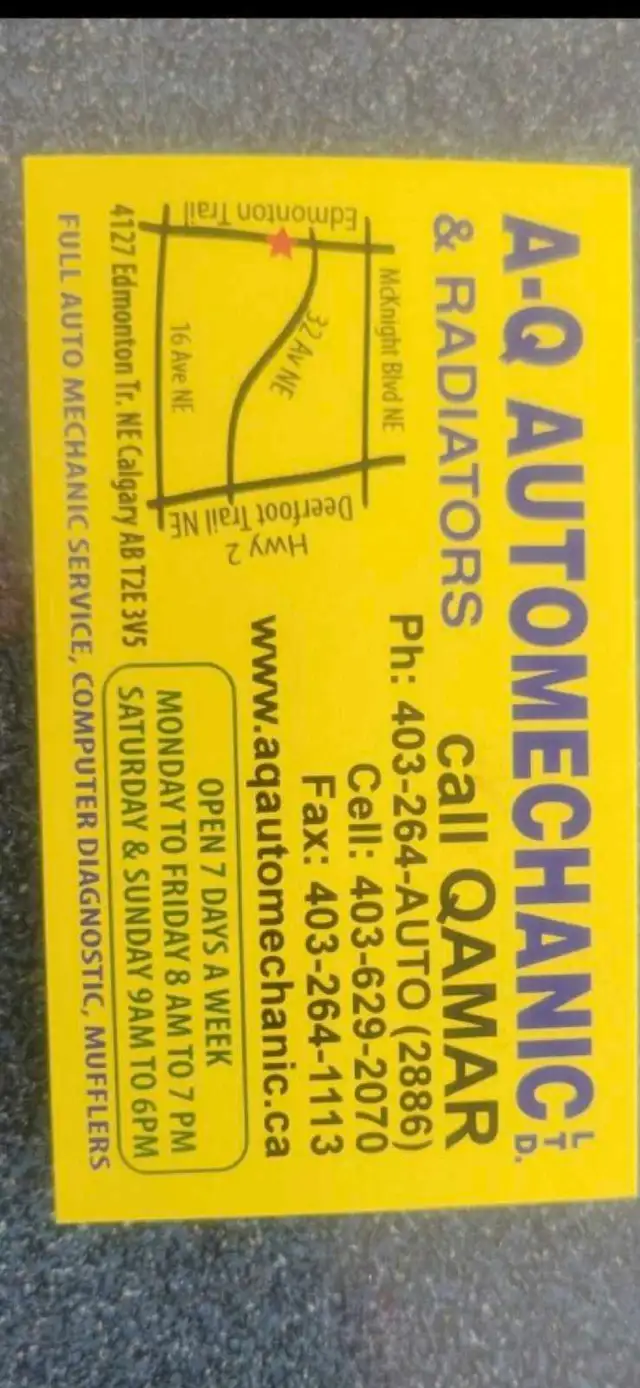 A-Q AUTOMECHANIC LTD.
& RADIATORS
call QAMAR
Ph: 403-264-AUTO (2886)
Cell: 403-629-2070
Fax: 403-264-1113
www.aqautomechanic.ca
McKnight Blvd NE
Edmonton Trail
32 Av NE
Deerfoot Trail NE
Hwy 2
16 Ave NE
4127 Edmonton Tr. NE Calgary AB T2E 3V5
OPEN 7 DAYS A WEEK
MONDAY TO FRIDAY 8 AM TO 7 PM
SATURDAY & SUNDAY 9AM TO 6PM
FULL AUTO MECHANIC SERVICE, COMPUTER DIAGNOSTIC, MUFFLERS